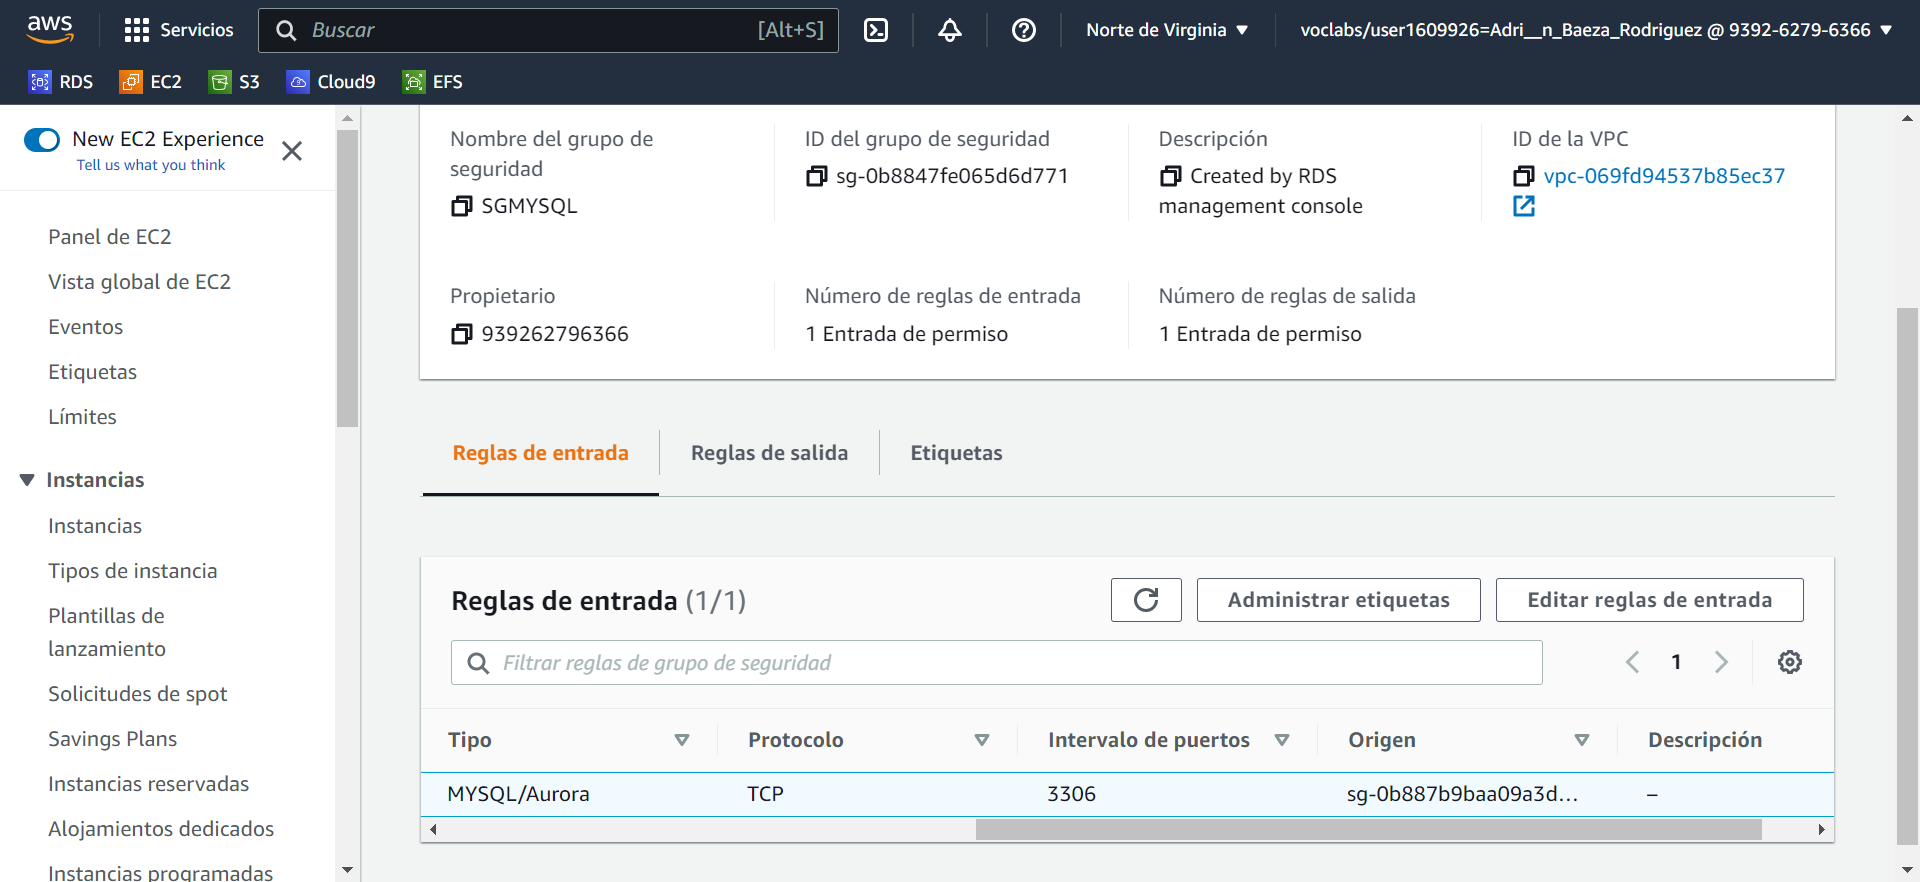 aws
Servicios
Buscar
[Alt+S]
Norte de Virginia
voclabs/user1609926=Adri__n_Baeza_Rodriguez @ 9392-6279-6366
RDS
EC2
S3
Cloud9
EFS
New EC2 Experience
Tell us what you think
Panel de EC2
Vista global de EC2
Eventos
Etiquetas
Límites
Instancias
Instancias
Tipos de instancia
Plantillas de
lanzamiento
Solicitudes de spot
Savings Plans
Instancias reservadas
Alojamientos dedicados
Instancias programadas
Nombre del grupo de
seguridad
SGMYSQL
ID del grupo de seguridad
sg-0b8847fe065d6d771
Descripción
Created by RDS
management console
ID de la VPC
vpc-069fd94537b85ec37
Propietario
939262796366
Número de reglas de entrada
1 Entrada de permiso
Número de reglas de salida
1 Entrada de permiso
Reglas de entrada
Reglas de salida
Etiquetas
Reglas de entrada (1/1)
Administrar etiquetas
Editar reglas de entrada
Filtrar reglas de grupo de seguridad
1
Tipo
Protocolo
Intervalo de puertos
Origen
Descripción
MYSQL/Aurora
TCP
3306
sg-0b887b9baa09a3d...
–